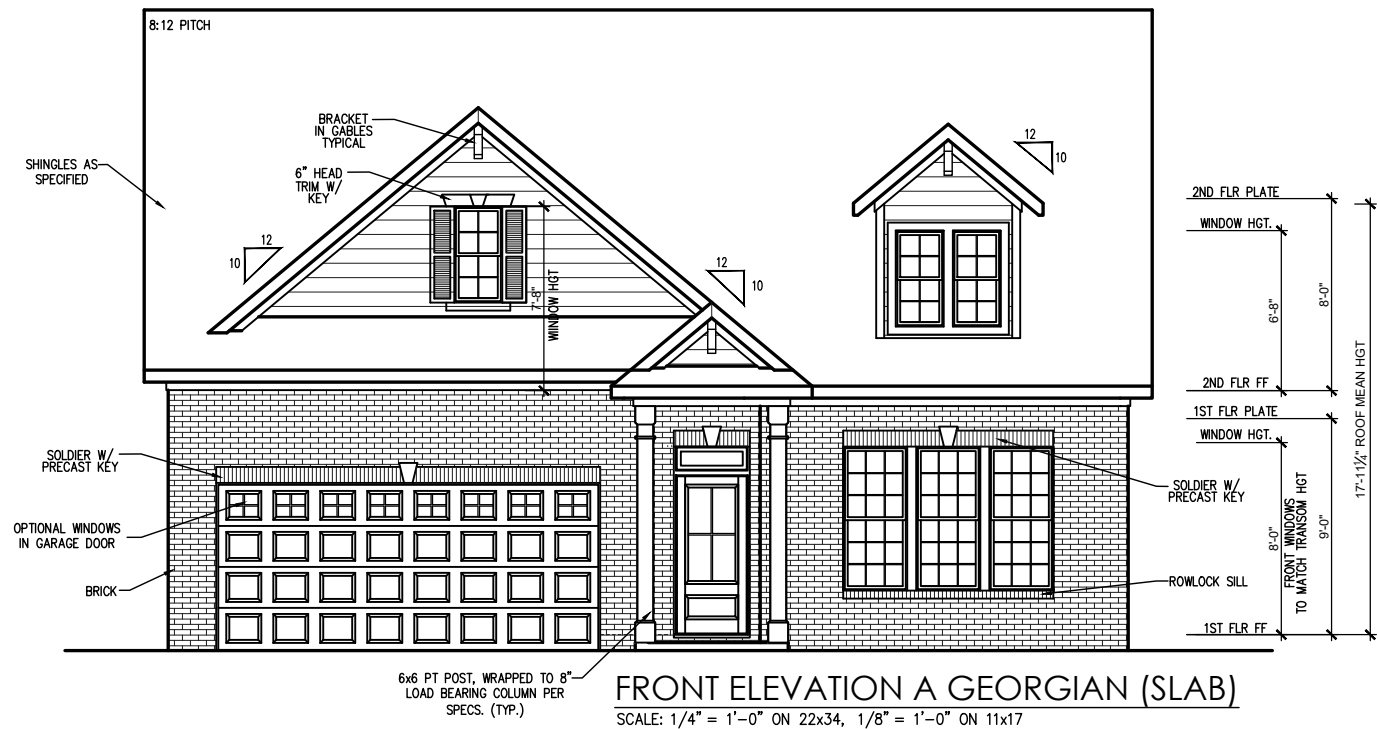 8:12 PITCH
BRACKET
IN GABLES
TYPICAL
SHINGLES AS
SPECIFIED
6" HEAD
TRIM W/
KEY
12
10
12
10
12
10
7'-8"
WINDOW HGT
2ND FLR PLATE
WINDOW HGT.
6'-8"
8'-0"
2ND FLR FF
1ST FLR PLATE
WINDOW HGT.
17'-11¼" ROOF MEAN HGT
SOLDIER W/
PRECAST KEY
SOLDIER W/
PRECAST KEY
OPTIONAL WINDOWS
IN GARAGE DOOR
8'-0"
FRONT WINDOWS
TO MATCH TRANSOM HGT
9'-0"
BRICK
ROWLOCK SILL
1ST FLR FF
6x6 PT POST, WRAPPED TO 8"
LOAD BEARING COLUMN PER
SPECS. (TYP.)
FRONT ELEVATION A GEORGIAN (SLAB)
SCALE: 1/4" = 1'-0" ON 22x34, 1/8" = 1'-0" ON 11x17